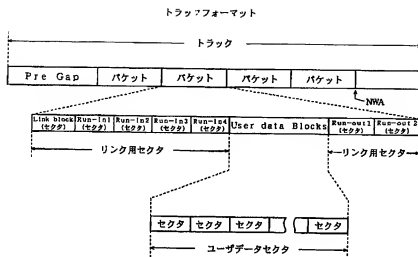 トラックフォーマット
トラック
Pre Gap パケット パケット パケット パケット
NWA
Link block (セクタ) Run-in1 (セクタ) Run-in2 (セクタ) Run-in3 (セクタ) Run-in4 (セクタ) User data Blocks Run-out1 (セクタ) Run-out2 (セクタ)
リンク用セクタ リンク用セクタ
セクタ セクタ セクタ セクタ
ユーザデータセクタ